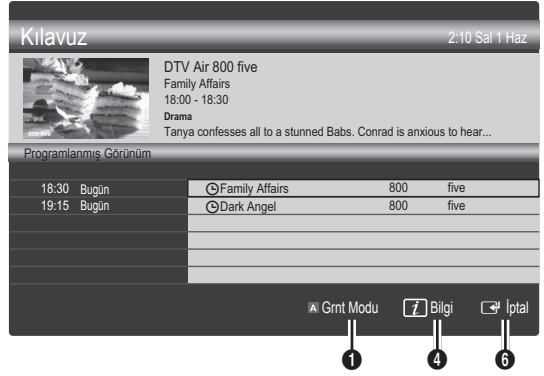 Kılavuz 2:10 Sal 1 Haz
DTV Air 800 five
Family Affairs
18:00 - 18:30
Drama
Tanya confesses all to a stunned Babs. Conrad is anxious to hear...
800 five
Programlanmış Görünüm
18:30 Bugün Family Affairs 800 five
19:15 Bugün Dark Angel 800 five
A Grnt Modu i Bilgi İptal
1 4 6